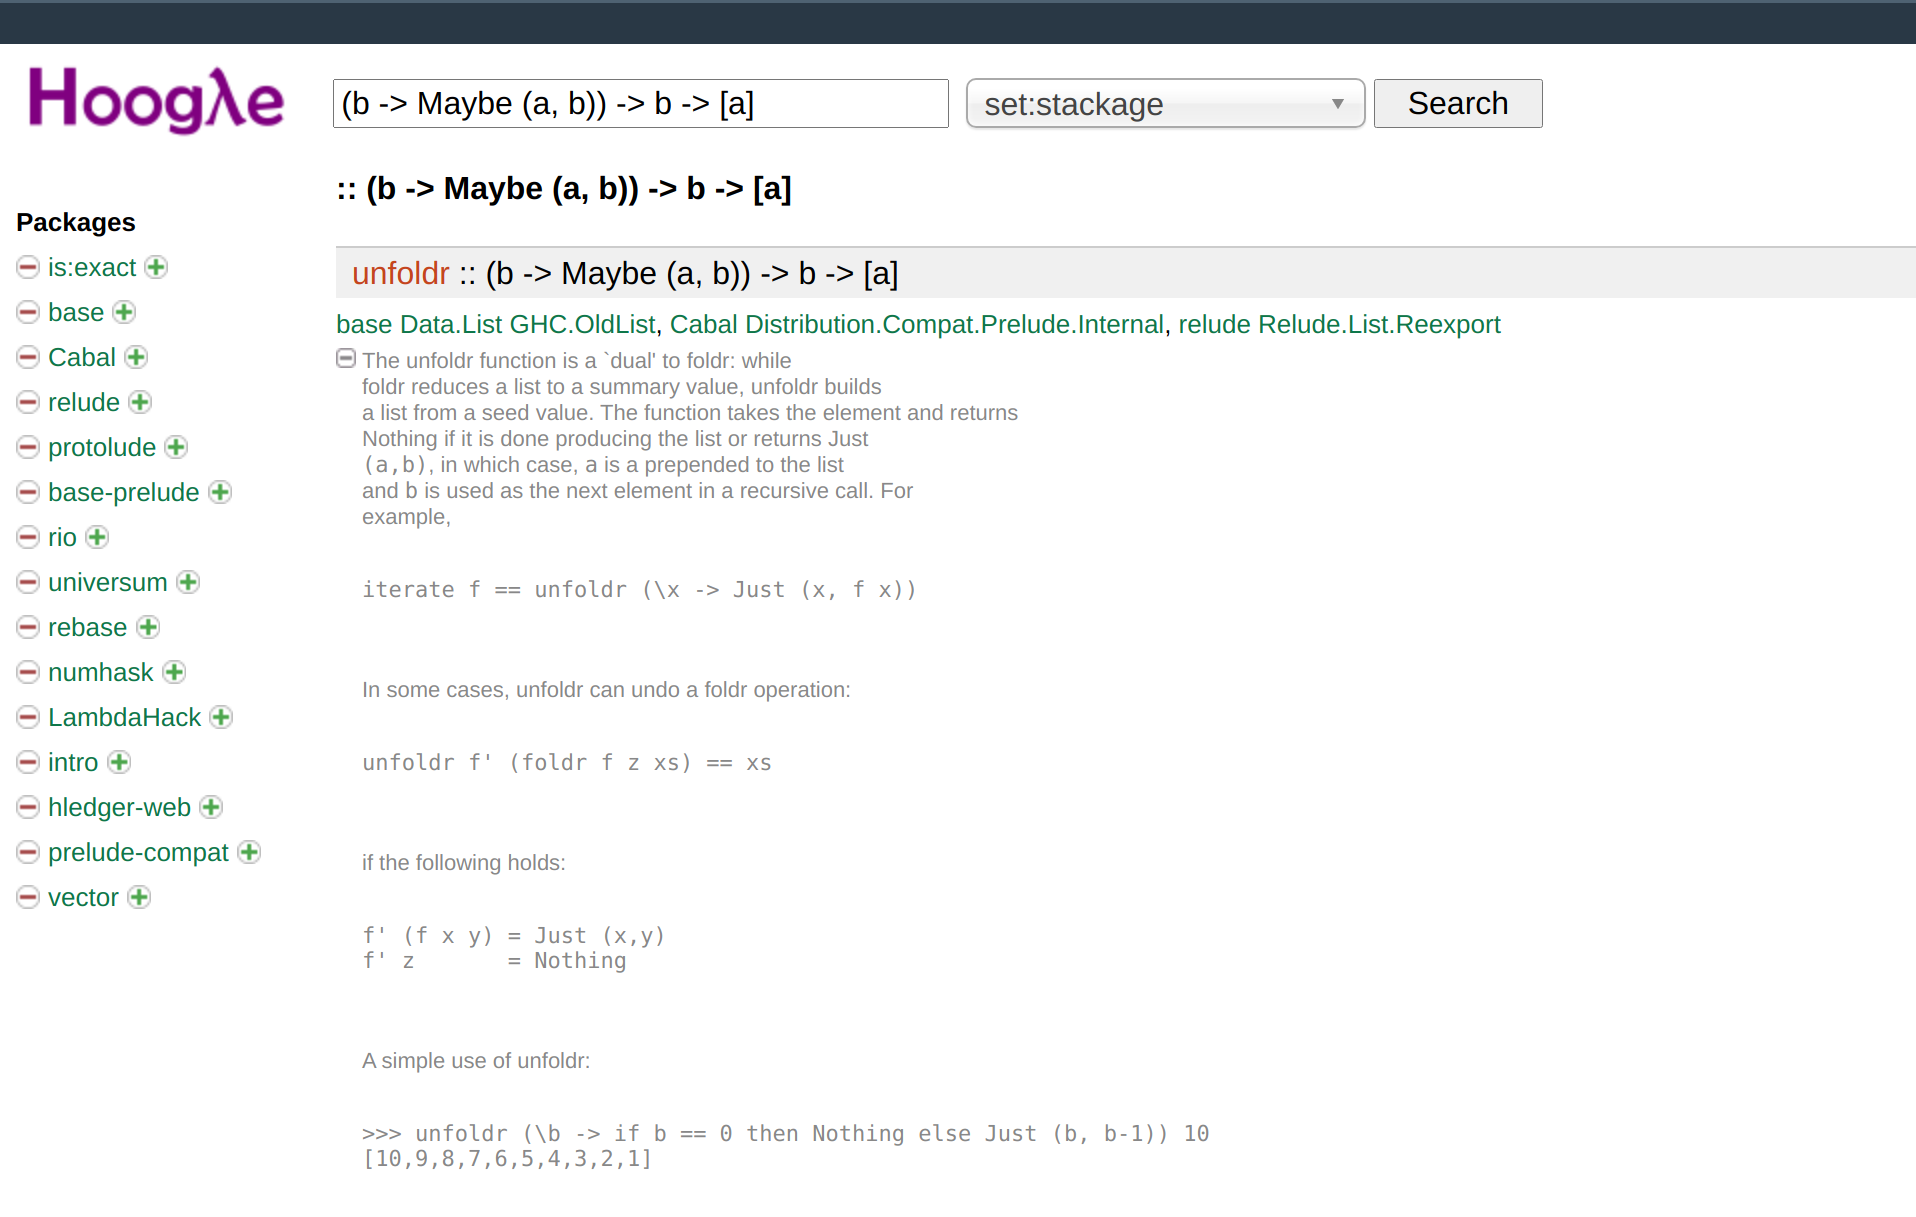 Hoogλe
(b -> Maybe (a, b)) -> b -> [a]
set:stackage
Search
:: (b -> Maybe (a, b)) -> b -> [a]
Packages
is:exact
base
Cabal
relude
protolude
base-prelude
rio
universum
rebase
numhask
LambdaHack
intro
hledger-web
prelude-compat
vector
unfoldr :: (b -> Maybe (a, b)) -> b -> [a]
base Data.List GHC.OldList, Cabal Distribution.Compat.Prelude.Internal, relude Relude.List.Reexport
The unfoldr function is a `dual' to foldr: while
foldr reduces a list to a summary value, unfoldr builds
a list from a seed value. The function takes the element and returns
Nothing if it is done producing the list or returns Just
(a,b), in which case, a is a prepended to the list
and b is used as the next element in a recursive call. For
example,
iterate f == unfoldr (\x -> Just (x, f x))
In some cases, unfoldr can undo a foldr operation:
unfoldr f' (foldr f z xs) == xs
if the following holds:
f' (f x y) = Just (x,y)
f' z       = Nothing
A simple use of unfoldr:
>>> unfoldr (\b -> if b == 0 then Nothing else Just (b, b-1)) 10
[10,9,8,7,6,5,4,3,2,1]